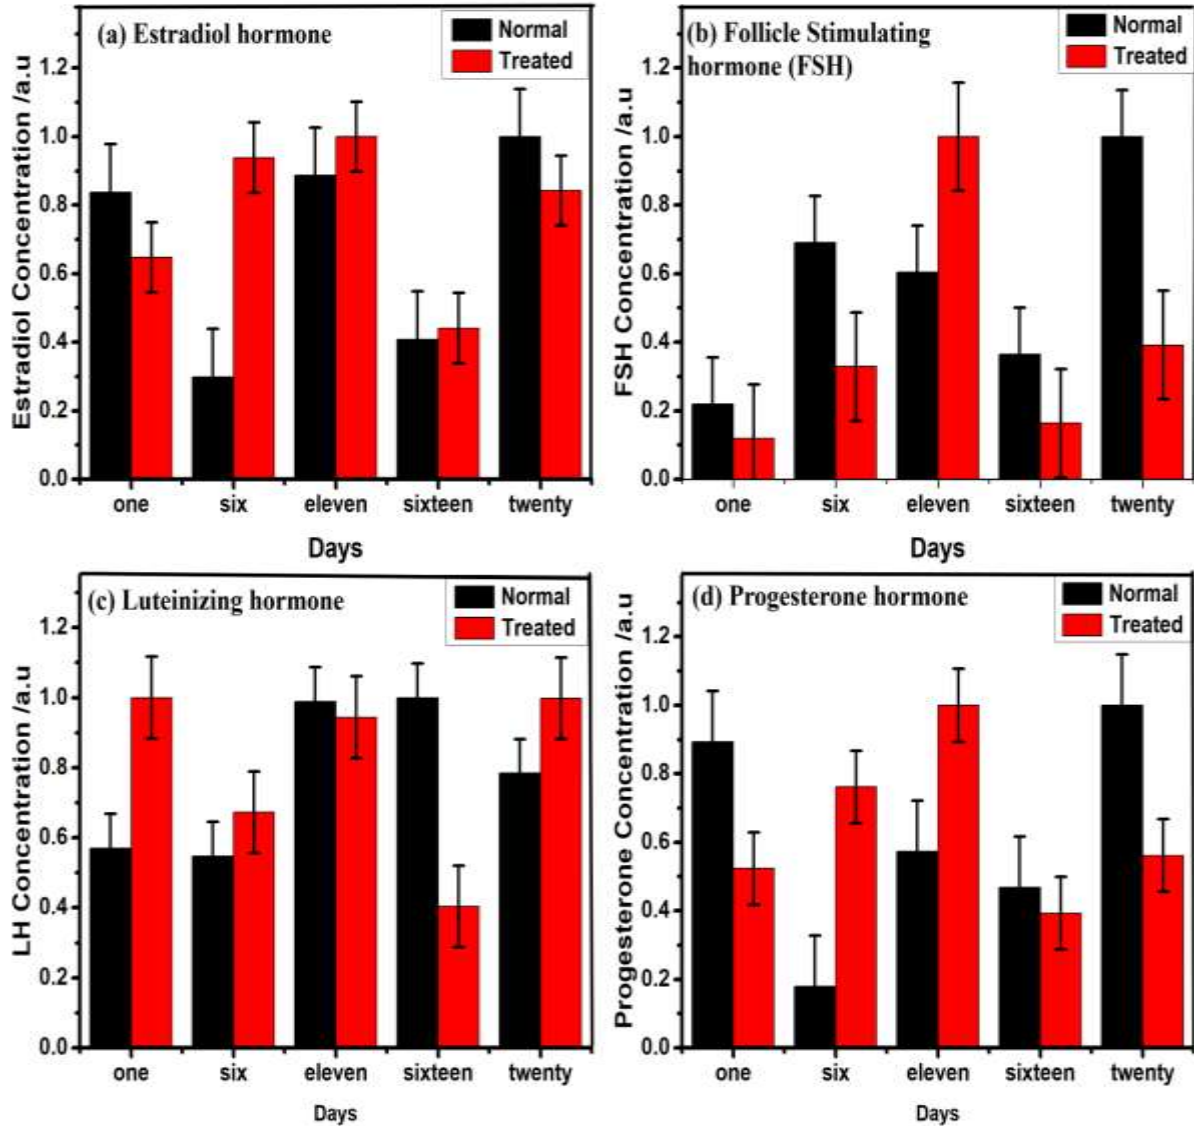 (a) Estradiol hormone
Normal
Treated
Estradiol Concentration /a.u
1.2
1.0
0.8
0.6
0.4
0.2
0.0
one six eleven sixteen twenty
Days
(b) Follicle Stimulating
hormone (FSH)
Normal
Treated
FSH Concentration /a.u
1.2
1.0
0.8
0.6
0.4
0.2
0.0
one six eleven sixteen twenty
Days
(c) Luteinizing hormone
Normal
Treated
LH Concentration /a.u
1.2
1.0
0.8
0.6
0.4
0.2
0.0
one six eleven sixteen twenty
Days
(d) Progesterone hormone
Normal
Treated
Progesterone Concentration /a.u
1.2
1.0
0.8
0.6
0.4
0.2
0.0
one six eleven sixteen twenty
Days